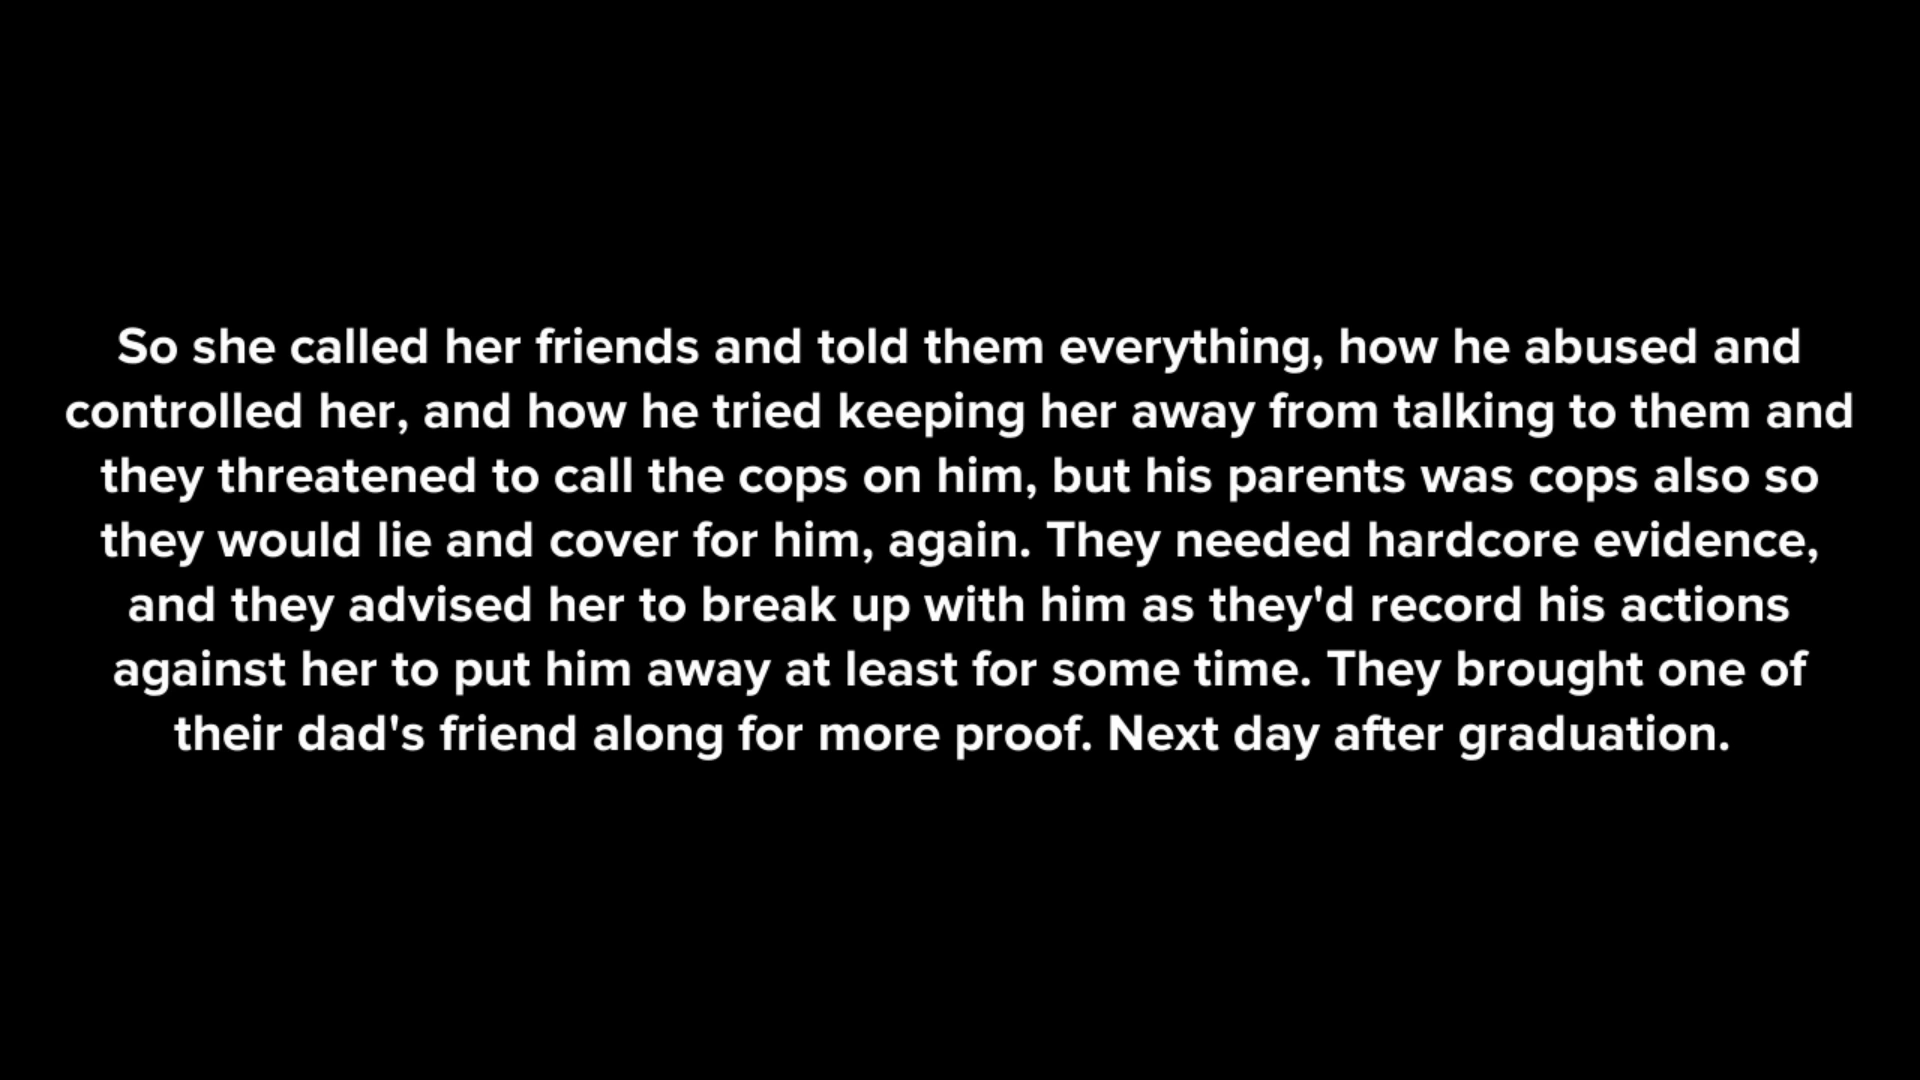 So she called her friends and told them everything, how he abused and
controlled her, and how he tried keeping her away from talking to them and
they threatened to call the cops on him, but his parents was cops also so
they would lie and cover for him, again. They needed hardcore evidence,
and they advised her to break up with him as they'd record his actions
against her to put him away at least for some time. They brought one of
their dad's friend along for more proof. Next day after graduation.